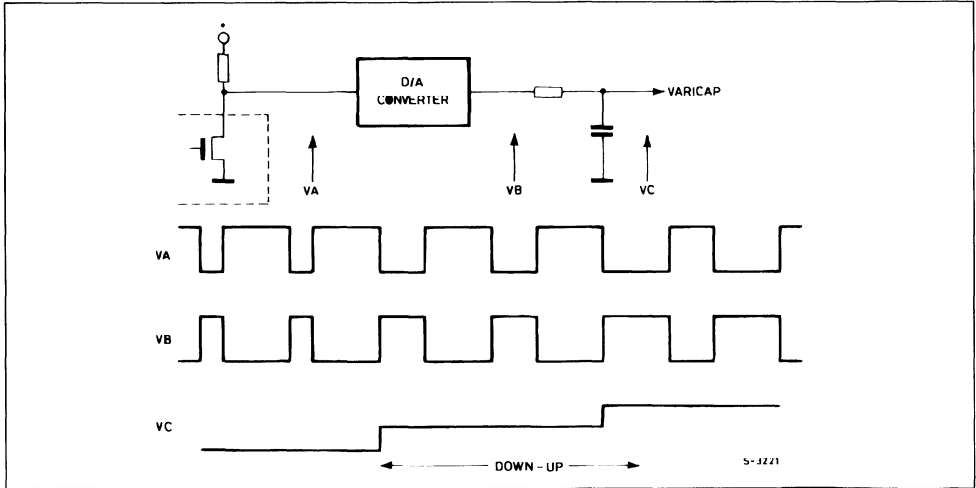 D/A
CONVERTER
VARICAP
VA
VB
VC
VA
VB
VC
DOWN - UP
S-3221